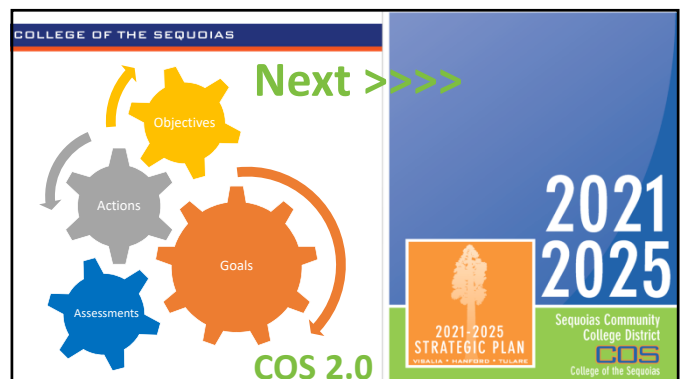 COLLEGE OF THE SEQUOIAS
Next >>>>
Objectives
Actions
Goals
Assessments
COS 2.0
2021
2025
2021-2025
STRATEGIC PLAN
VISALIA • HANFORD • TULARE
Sequoias Community
College District
COS
College of the Sequoias